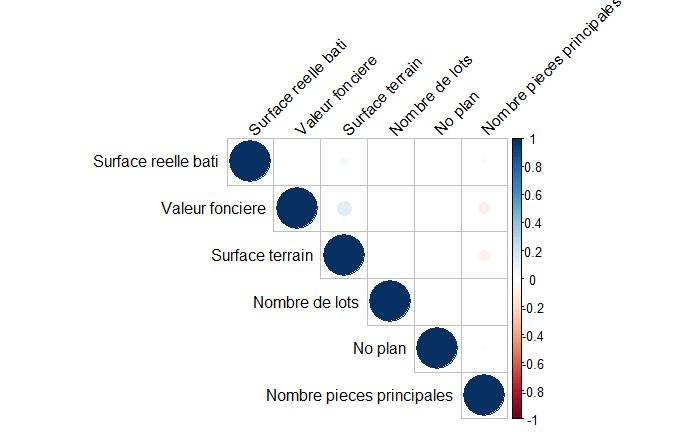 Surface reelle bati
Valeur fonciere
Surface terrain
Nombre de lots
No plan
Nombre pieces principales
Surface reelle bati
Valeur fonciere
Surface terrain
Nombre de lots
No plan
Nombre pieces principales
1
0.8
0.6
0.4
0.2
0
-0.2
-0.4
-0.6
-0.8
-1